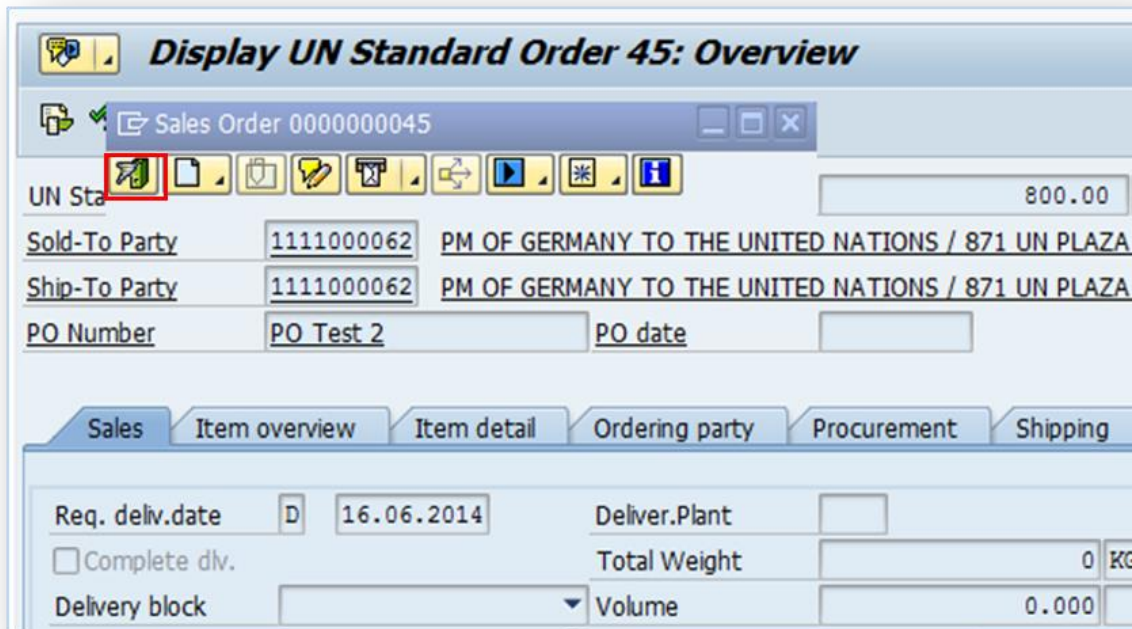 Display UN Standard Order 45: Overview
Sales Order 0000000045
UN Sta 800.00
Sold-To Party 1111000062 PM OF GERMANY TO THE UNITED NATIONS / 871 UN PLAZA
Ship-To Party 1111000062 PM OF GERMANY TO THE UNITED NATIONS / 871 UN PLAZA
PO Number PO Test 2 PO date
Sales Item overview Item detail Ordering party Procurement Shipping
Req. deliv.date D 16.06.2014 Deliver.Plant
Complete dlv. Total Weight 0 KG
Delivery block Volume 0.000